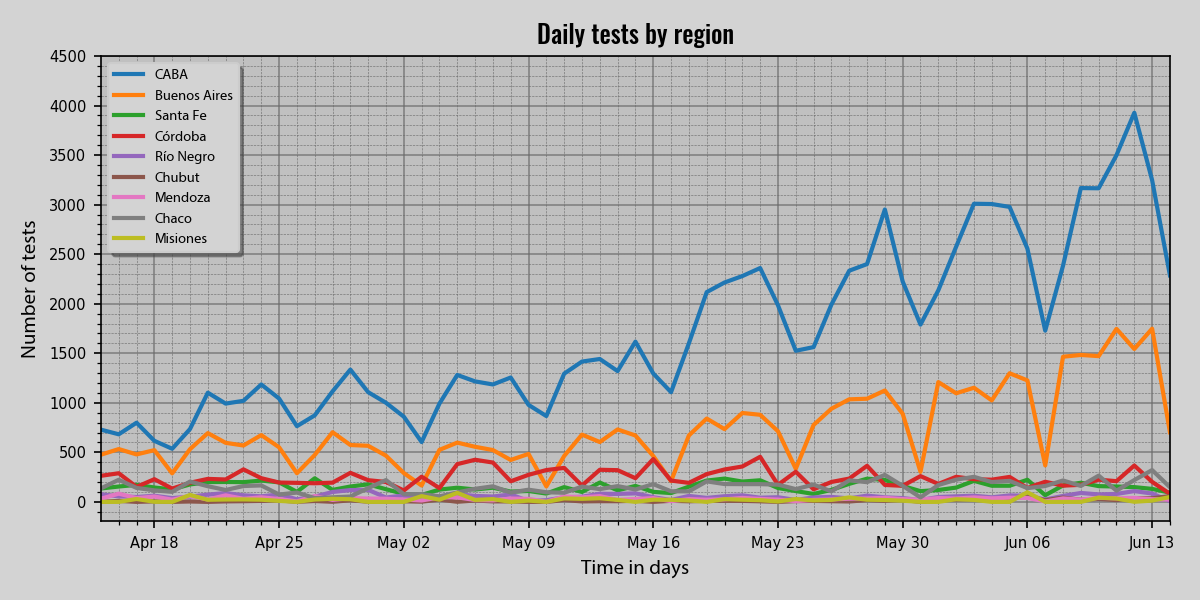 Daily tests by region
Number of tests
4500
4000
3500
3000
2500
2000
1500
1000
500
0
CABA
Buenos Aires
Santa Fe
Córdoba
Río Negro
Chubut
Mendoza
Chaco
Misiones
Apr 18 Apr 25 May 02 May 09 May 16 May 23 May 30 Jun 06 Jun 13
Time in days